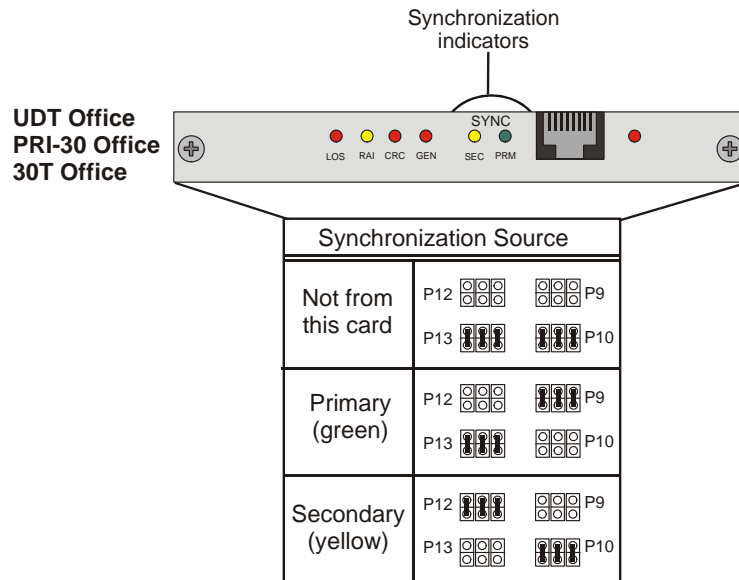 Synchronization
indicators
UDT Office
PRI-30 Office
30T Office
SYNC
LOS RAI CRC GEN SEC PRM
Synchronization Source
Not from
this card
P12 P9
P13 P10
Primary
(green)
P12 P9
P13 P10
Secondary
(yellow)
P12 P9
P13 P10